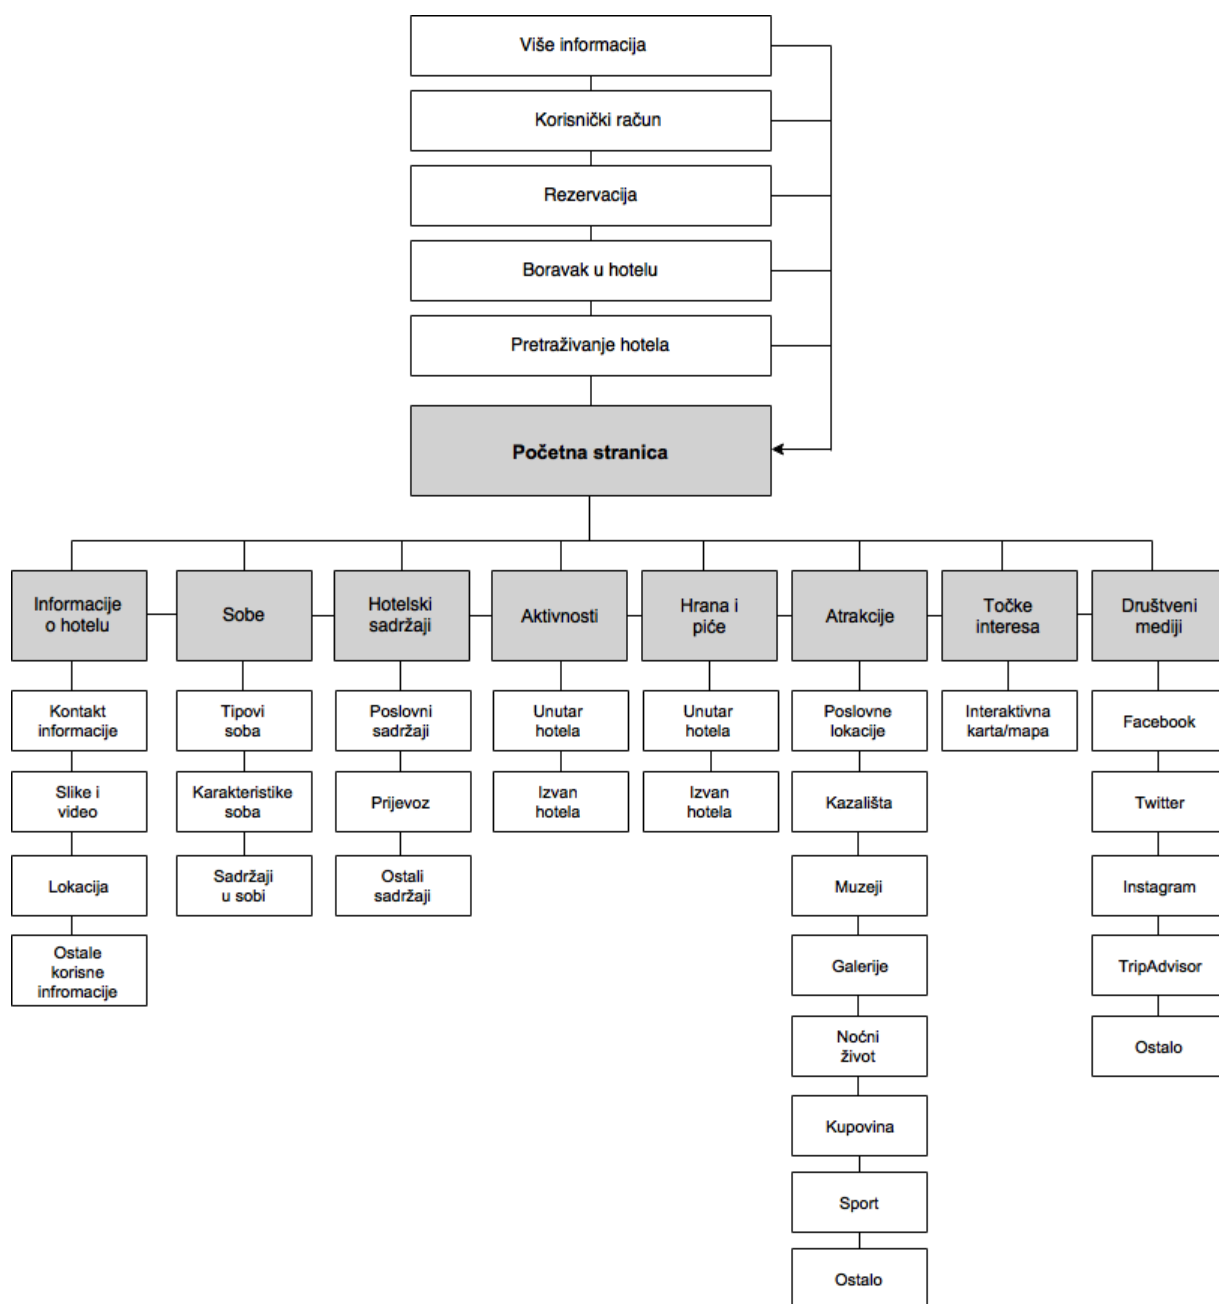 Više informacija
Korisnički račun
Rezervacija
Boravak u hotelu
Pretraživanje hotela
Početna stranica
Informacije
o hotelu
Sobe
Hotelski
sadržaji
Aktivnosti
Hrana i
piće
Atrakcije
Točke
interesa
Društveni
mediji
Kontakt
informacije
Tipovi
soba
Poslovni
sadržaji
Unutar
hotela
Unutar
hotela
Poslovne
lokacije
Interaktivna
karta/mapa
Facebook
Slike i
video
Karakteristike
soba
Prijevoz
Izvan
hotela
Izvan
hotela
Kazališta
Twitter
Lokacija
Sadržaji
u sobi
Ostali
sadržaji
Muzeji
Instagram
Ostale
korisne
infromacije
Galerije
TripAdvisor
Noćni
život
Ostalo
Kupovina
Sport
Ostalo